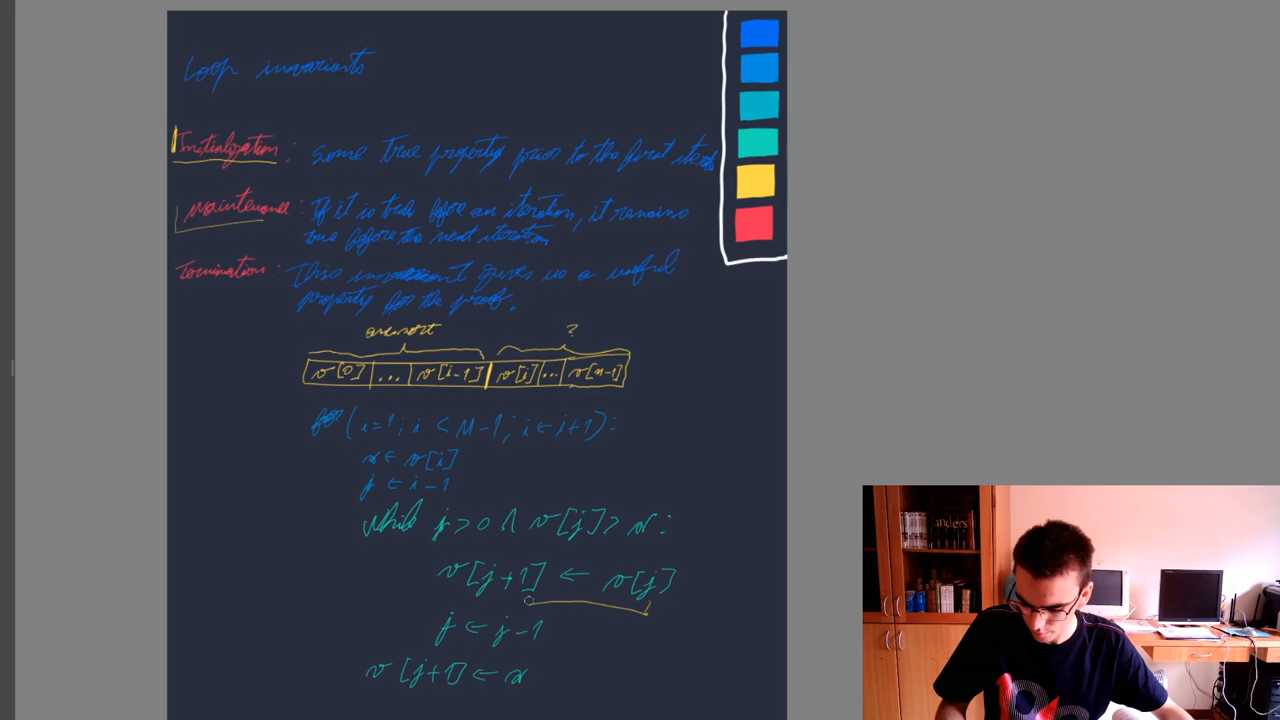 Loop invariants
Initialization: Some true property prior to the first iter
Maintenance: If it is true before an iteration, it remains
true before the next iteration
Termination: This invariant gives us a useful
property for the proof.
?
v[0] ... v[i-1] v[i] ... v[n-1]
for (i=1; i < n-1; i ← i+1):
x ← v[i]
j ← i-1
while j > 0 ∧ v[j] > x:
v[j+1] ← v[j]
j ← j-1
v[j+1] ← x
anders